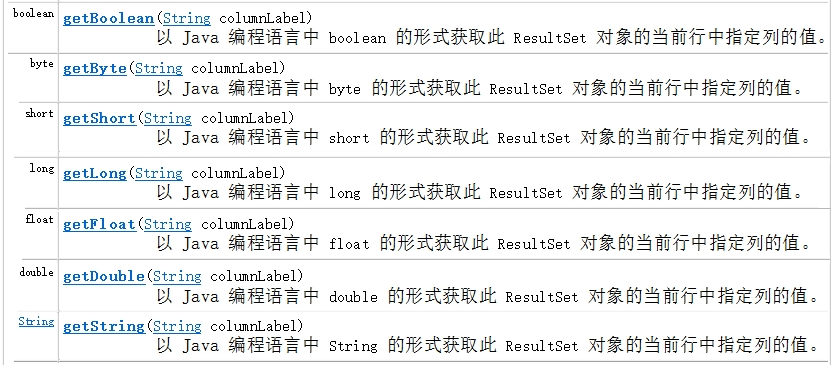 boolean getBoolean(String columnLabel)
以 Java 编程语言中 boolean 的形式获取此 ResultSet 对象的当前行中指定列的值。
byte getByte(String columnLabel)
以 Java 编程语言中 byte 的形式获取此 ResultSet 对象的当前行中指定列的值。
short getShort(String columnLabel)
以 Java 编程语言中 short 的形式获取此 ResultSet 对象的当前行中指定列的值。
long getLong(String columnLabel)
以 Java 编程语言中 long 的形式获取此 ResultSet 对象的当前行中指定列的值。
float getFloat(String columnLabel)
以 Java 编程语言中 float 的形式获取此 ResultSet 对象的当前行中指定列的值。
double getDouble(String columnLabel)
以 Java 编程语言中 double 的形式获取此 ResultSet 对象的当前行中指定列的值。
String getString(String columnLabel)
以 Java 编程语言中 String 的形式获取此 ResultSet 对象的当前行中指定列的值。